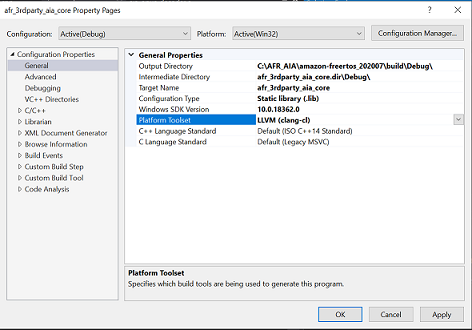 afr_3rdparty_aia_core Property Pages
Configuration: Active(Debug) Platform: Active(Win32) Configuration Manager...
Configuration Properties
General
Advanced
Debugging
VC++ Directories
C/C++
Librarian
XML Document Generator
Browse Information
Build Events
Custom Build Step
Custom Build Tool
Code Analysis
General Properties
Output Directory C:\AFR_AIA\amazon-freertos_202007\build\Debug\
Intermediate Directory afr_3rdparty_aia_core.dir\Debug\
Target Name afr_3rdparty_aia_core
Configuration Type Static library (.lib)
Windows SDK Version 10.0.18362.0
Platform Toolset LLVM (clang-cl)
C++ Language Standard Default (ISO C++14 Standard)
C Language Standard Default (Legacy MSVC)
Platform Toolset
Specifies which build tools are being used to generate this program.
OK Cancel Apply